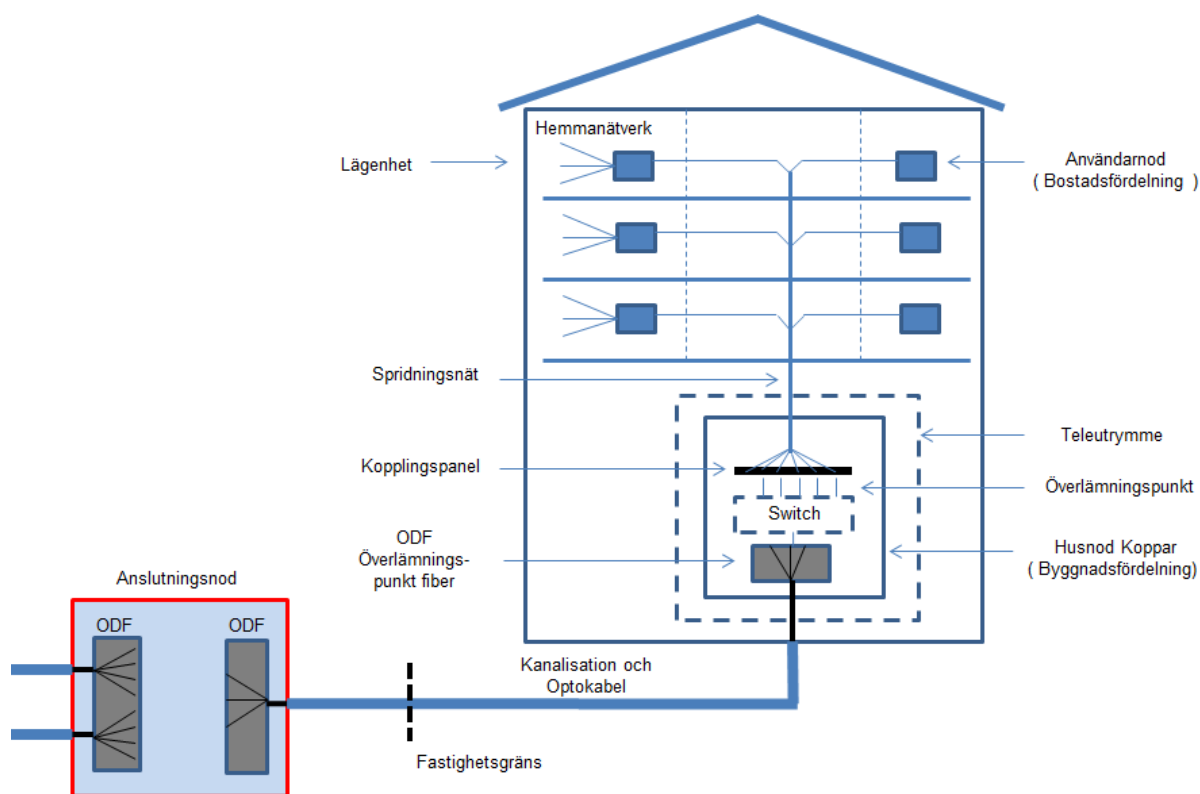 Hemmanätverk
Lägenhet
Användarnod
( Bostadsfördelning )
Spridningsnät
Teleutrymme
Kopplingspanel
Överlämningspunkt
Switch
ODF
Överlämnings-
punkt fiber
Husnod Koppar
( Byggnadsfördelning)
Anslutningsnod
ODF
ODF
Kanalisation och
Optokabel
Fastighetsgräns